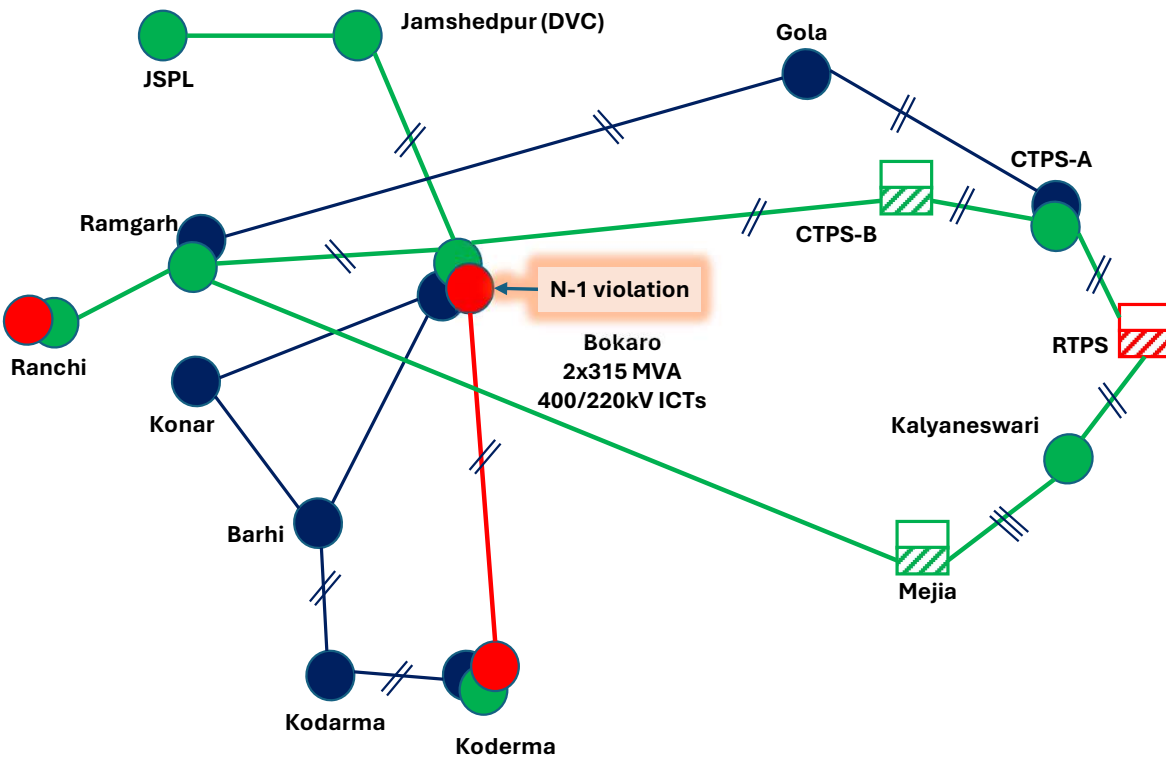 Jamshedpur (DVC)
JSPL
Gola
CTPS-A
Ramgarh
CTPS-B
N-1 violation
RTPS
Ranchi
Bokaro
2x315 MVA
400/220kV ICTs
Konar
Kalyaneswari
Barhi
Mejia
Kodarma
Koderma